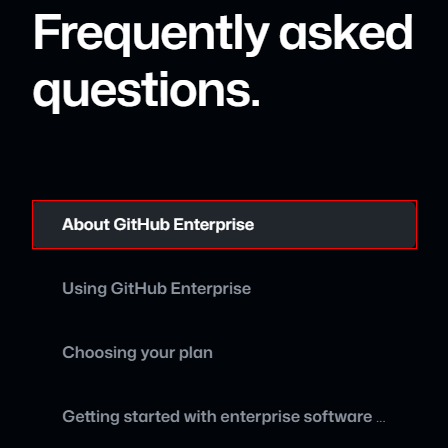 Frequently asked
questions.
About GitHub Enterprise
Using GitHub Enterprise
Choosing your plan
Getting started with enterprise software ...